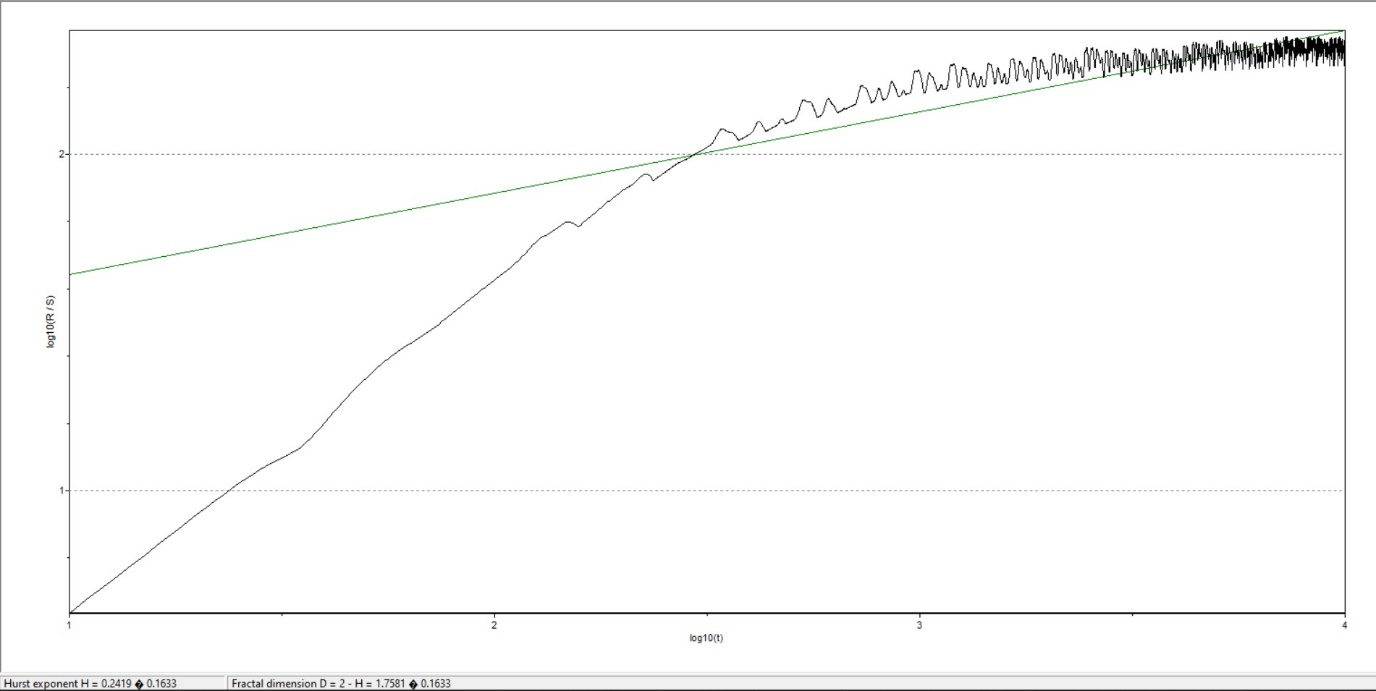 2
log10(R / S)
1
1 2 3 4
log10(t)
Hurst exponent H = 0.2419 � 0.1633 Fractal dimension D = 2 - H = 1.7581 � 0.1633